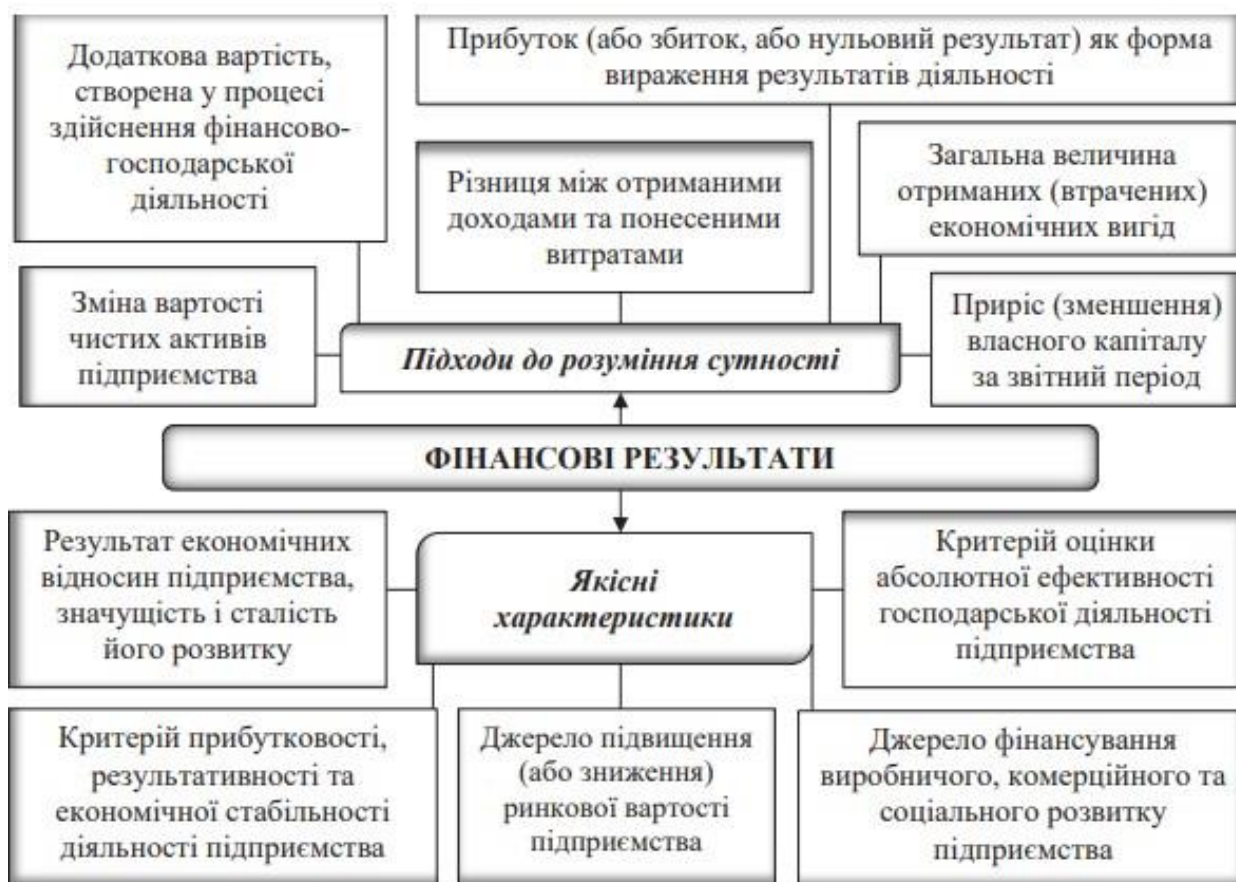 Додаткова вартість,
створена у процесі
здійснення фінансово-
господарської
діяльності
Прибуток (або збиток, або нульовий результат) як форма
вираження результатів діяльності
Різниця між отриманими
доходами та понесеними
витратами
Загальна величина
отриманих (втрачених)
економічних вигід
Зміна вартості
чистих активів
підприємства
Підходи до розуміння сутності
Приріс (зменшення)
власного капіталу
за звітний період
ФІНАНСОВІ РЕЗУЛЬТАТИ
Результат економічних
відносин підприємства,
значущість і сталість
його розвитку
Якісні
характеристики
Критерій оцінки
абсолютної ефективності
господарської діяльності
підприємства
Критерій прибутковості,
результативності та
економічної стабільності
діяльності підприємства
Джерело підвищення
(або зниження)
ринкової вартості
підприємства
Джерело фінансування
виробничого, комерційного та
соціального розвитку
підприємства